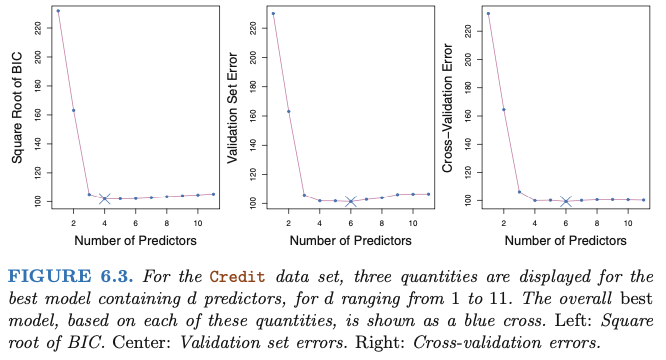 Square Root of BIC
100 120 140 160 180 200 220
2 4 6 8 10
Number of Predictors
Validation Set Error
100 120 140 160 180 200 220
2 4 6 8 10
Number of Predictors
Cross−Validation Error
100 120 140 160 180 200 220
2 4 6 8 10
Number of Predictors
FIGURE 6.3. For the Credit data set, three quantities are displayed for the
best model containing d predictors, for d ranging from 1 to 11. The overall best
model, based on each of these quantities, is shown as a blue cross. Left: Square
root of BIC. Center: Validation set errors. Right: Cross-validation errors.